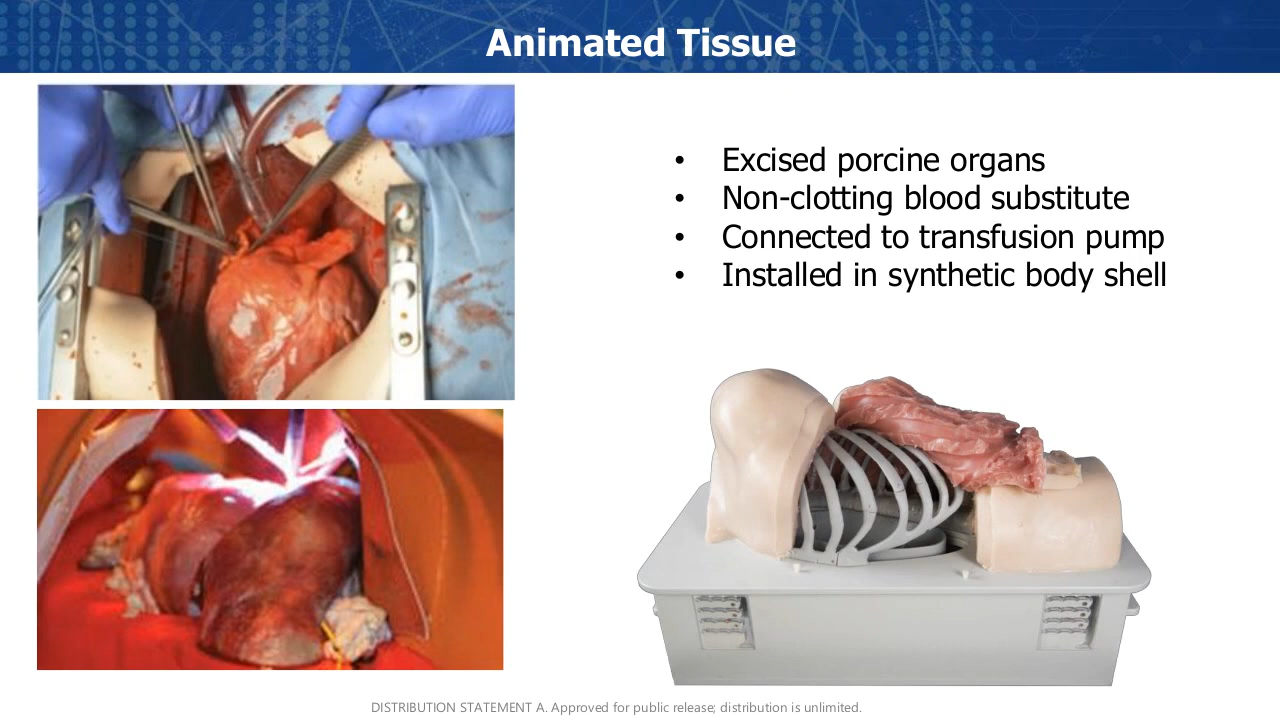 Animated Tissue
• Excised porcine organs
• Non-clotting blood substitute
• Connected to transfusion pump
• Installed in synthetic body shell
DISTRIBUTION STATEMENT A. Approved for public release; distribution is unlimited.